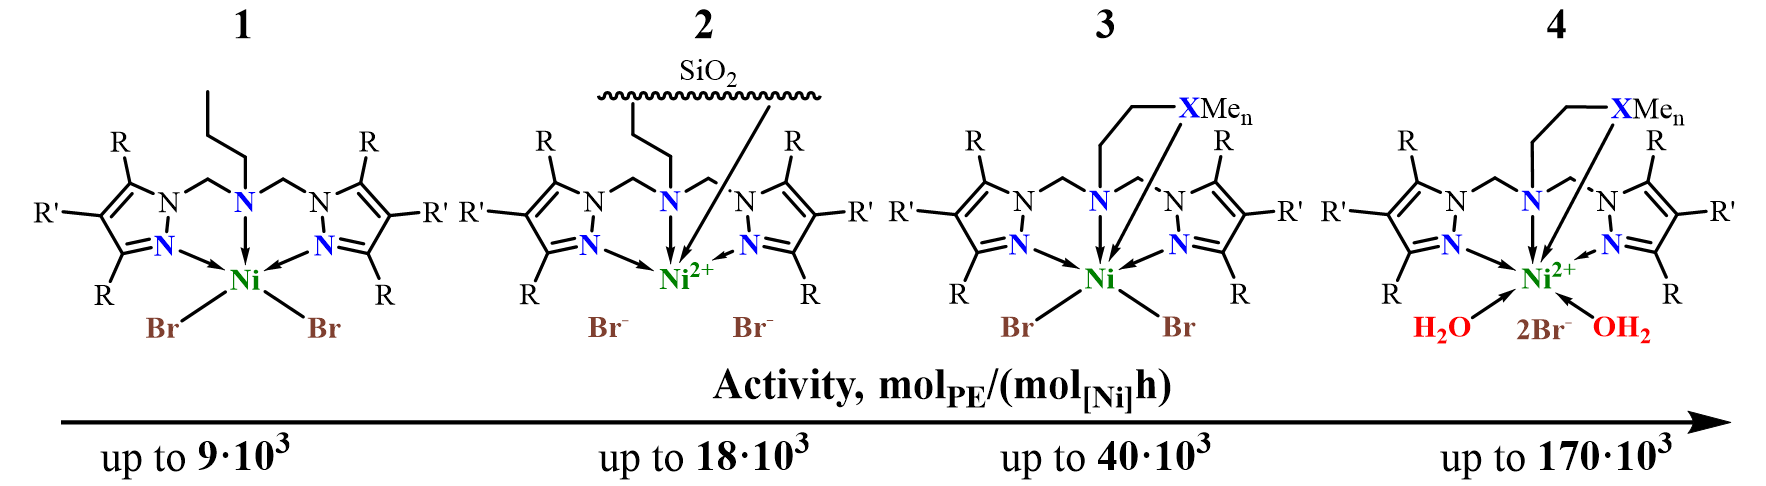 1 2 3 4
SiO₂
XMeₙ XMeₙ
R R R R R R R R
N N N N N N N N N N N N
R' R' R' R' R' R' R' R'
N N N N N N N N
Ni Ni²⁺ Ni Ni²⁺
R R R R R R R R
Br Br Br⁻ Br⁻ Br Br H₂O 2Br⁻ OH₂
Activity, mol_PE/(mol_[Ni]h)
up to 9·10³ up to 18·10³ up to 40·10³ up to 170·10³